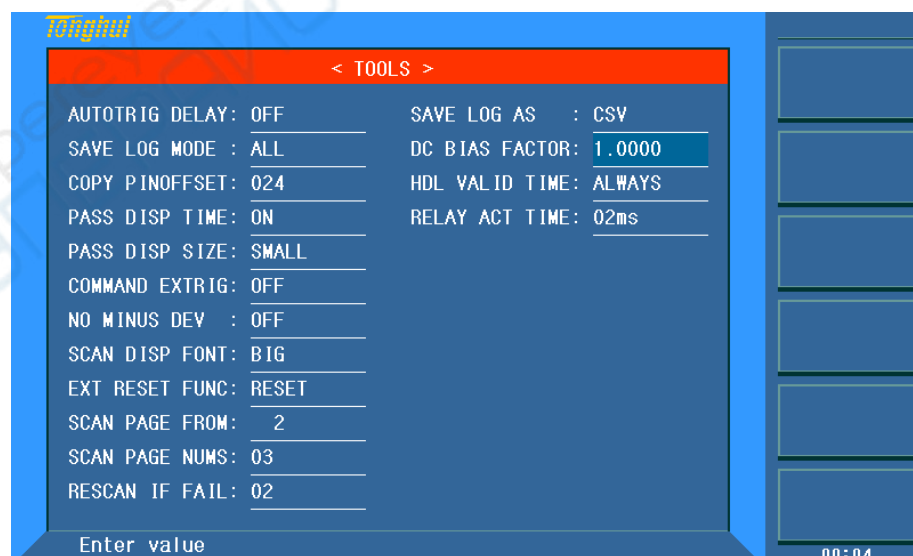 Tonghui
< TOOLS >
AUTOTRIG DELAY: OFF
SAVE LOG MODE : ALL
COPY PINOFFSET: 024
PASS DISP TIME: ON
PASS DISP SIZE: SMALL
COMMAND EXTRIG: OFF
NO MINUS DEV : OFF
SCAN DISP FONT: BIG
EXT RESET FUNC: RESET
SCAN PAGE FROM: 2
SCAN PAGE NUMS: 03
RESCAN IF FAIL: 02
SAVE LOG AS : CSV
DC BIAS FACTOR: 1.0000
HDL VALID TIME: ALWAYS
RELAY ACT TIME: 02ms
Enter value